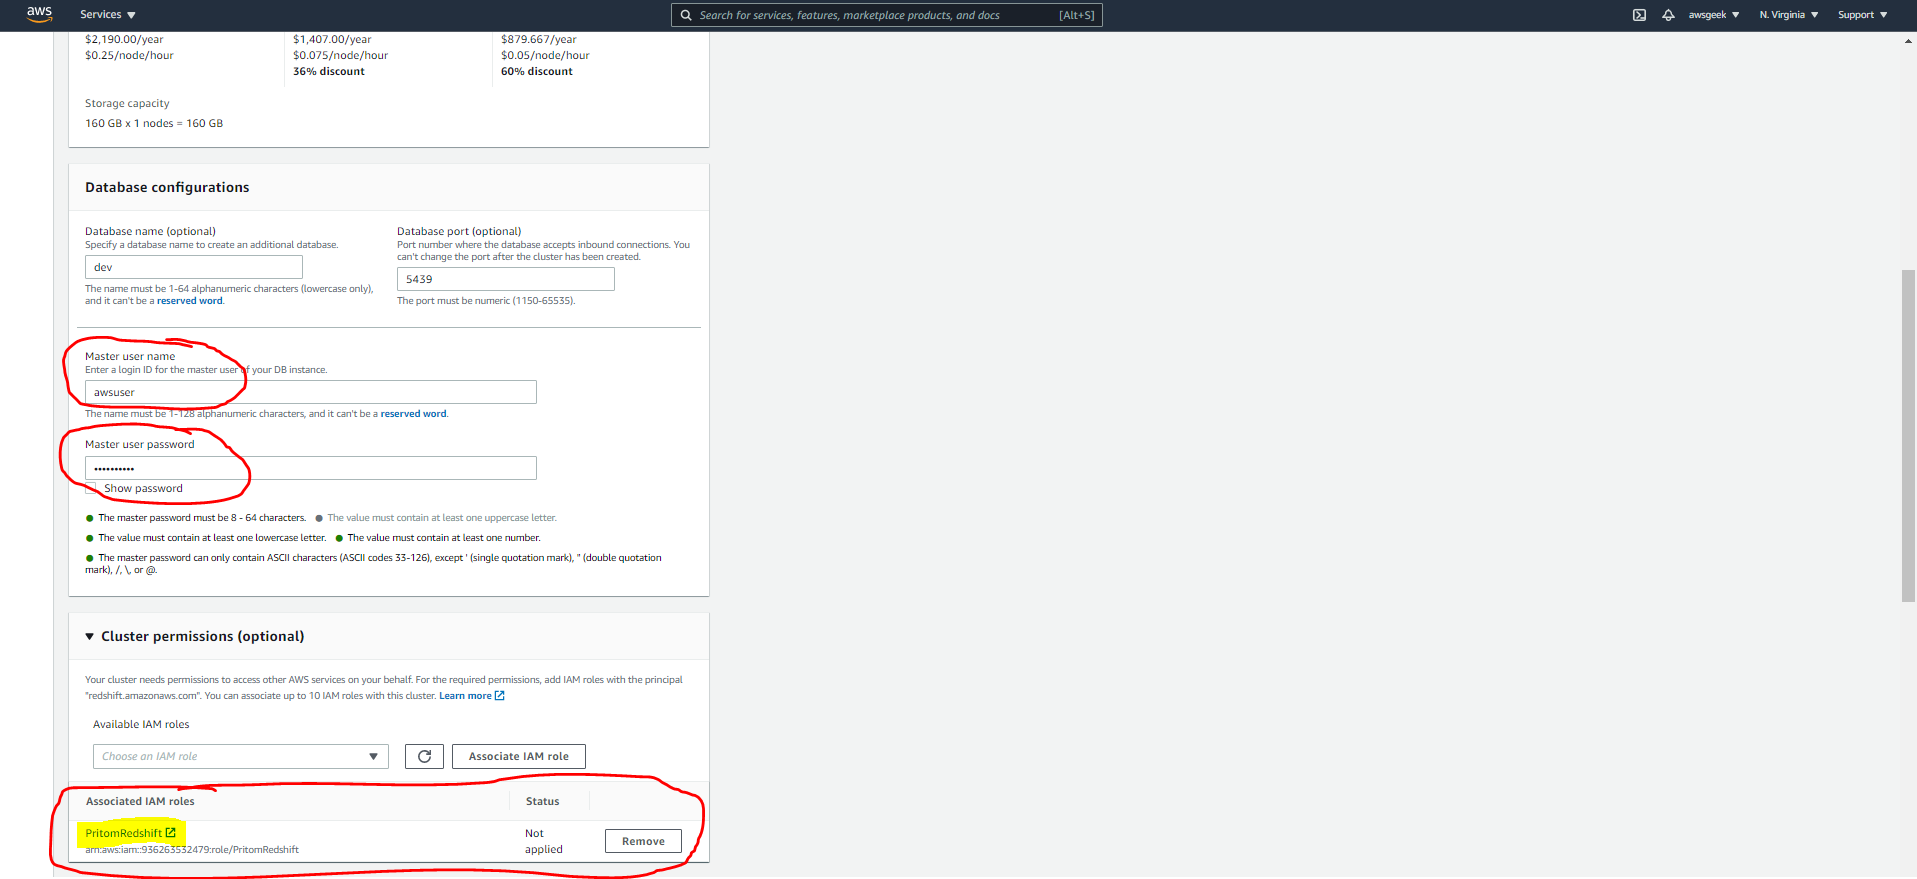 aws Services Search for services, features, marketplace products, and docs [Alt+S] awsgeek N. Virginia Support
$2,190.00/year $1,407.00/year $879.667/year
$0.25/node/hour $0.075/node/hour $0.05/node/hour
36% discount 60% discount
Storage capacity
160 GB x 1 nodes = 160 GB
Database configurations
Database name (optional)
Specify a database name to create an additional database.
dev
The name must be 1-64 alphanumeric characters (lowercase only),
and it can't be a reserved word.
Database port (optional)
Port number where the database accepts inbound connections. You
can't change the port after the cluster has been created.
5439
The port must be numeric (1150-65535).
Master user name
Enter a login ID for the master user of your DB instance.
awsuser
The name must be 1-128 alphanumeric characters, and it can't be a reserved word.
Master user password
••••••••••
Show password
The master password must be 8 - 64 characters. The value must contain at least one uppercase letter.
The value must contain at least one lowercase letter. The value must contain at least one number.
The master password can only contain ASCII characters (ASCII codes 33-126), except ' (single quotation mark), " (double quotation
mark), /, \, or @.
Cluster permissions (optional)
Your cluster needs permissions to access other AWS services on your behalf. For the required permissions, add IAM roles with the principal
"redshift.amazonaws.com". You can associate up to 10 IAM roles with this cluster. Learn more
Available IAM roles
Choose an IAM role Associate IAM role
Associated IAM roles Status
PritomRedshift
arn:aws:iam::936263532479:role/PritomRedshift
Not
applied
Remove